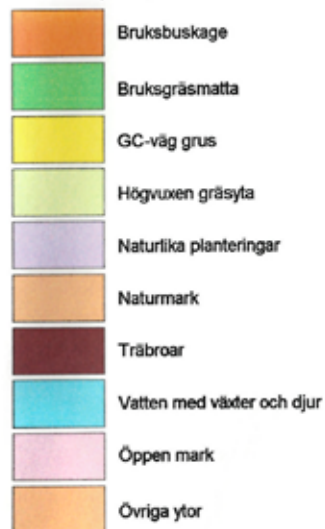 Bruksbuskage
Bruksgräsmatta
GC-väg grus
Högvuxen gräsyta
Naturlika planteringar
Naturmark
Träbroar
Vatten med växter och djur
Öppen mark
Övriga ytor